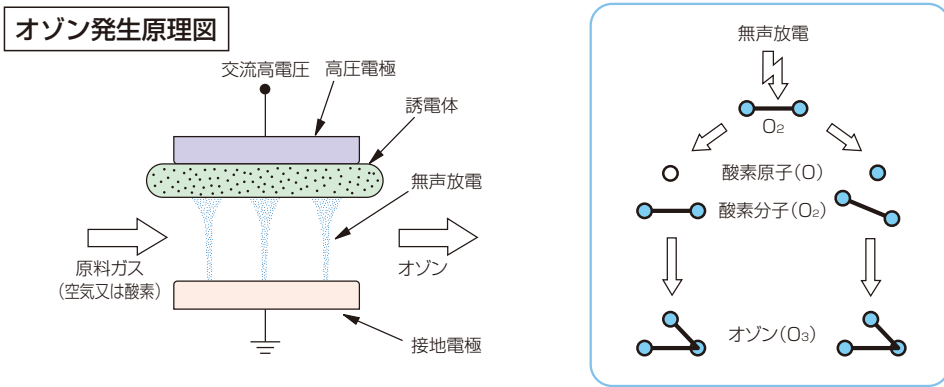 オゾン発生原理図
交流高電圧
高圧電極
誘電体
無声放電
原料ガス
(空気又は酸素)
オゾン
接地電極
無声放電
O₂
酸素原子(O)
酸素分子(O₂)
オゾン(O₃)